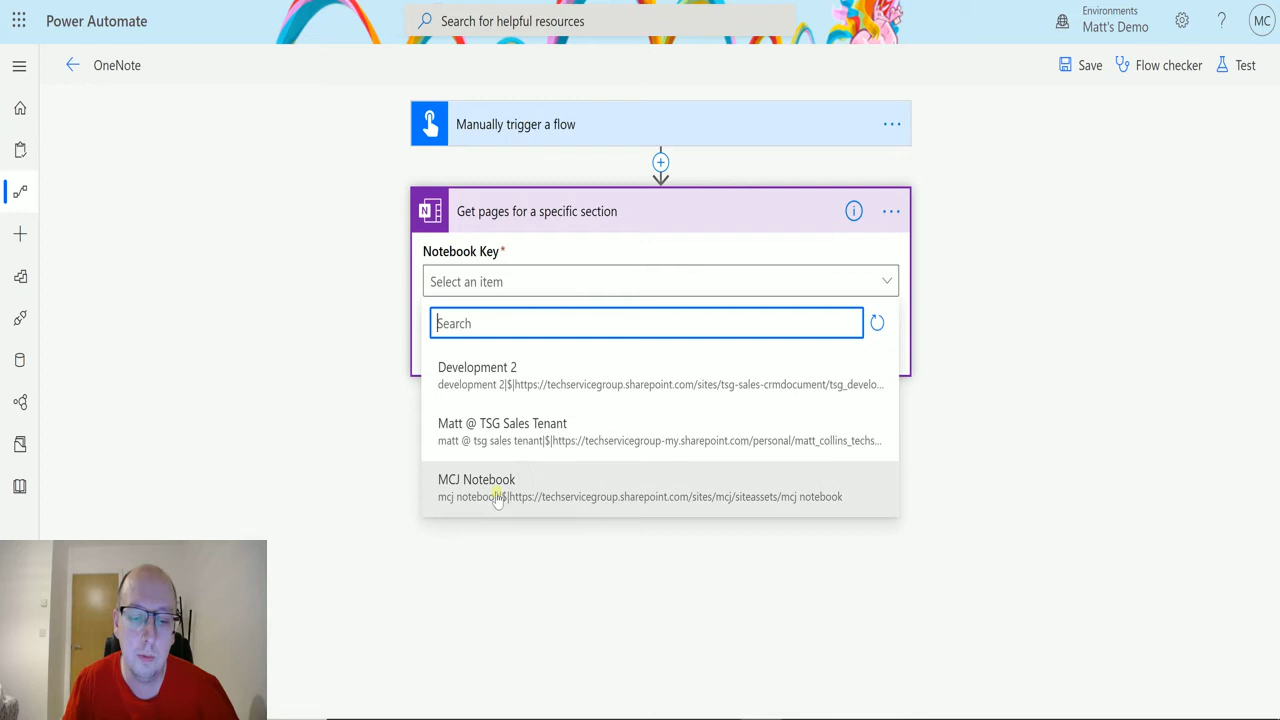 Power Automate
Search for helpful resources
Environments
Matt's Demo
MC
OneNote
Save
Flow checker
Test
Manually trigger a flow
Get pages for a specific section
Notebook Key*
Select an item
Search
Development 2
development 2|$|https://techservicegroup.sharepoint.com/sites/tsg-sales-crmdocument/tsg_develo...
Matt @ TSG Sales Tenant
matt @ tsg sales tenant|$|https://techservicegroup-my.sharepoint.com/personal/matt_collins_techs...
MCJ Notebook
mcj notebook|$|https://techservicegroup.sharepoint.com/sites/mcj/siteassets/mcj notebook